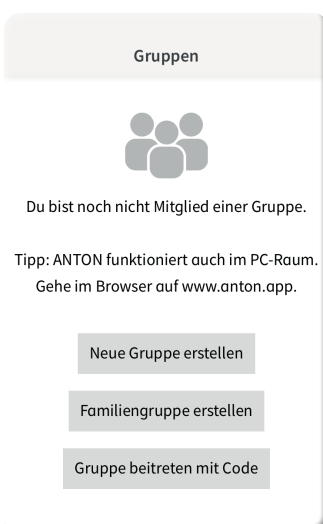 Gruppen
Du bist noch nicht Mitglied einer Gruppe.
Tipp: ANTON funktioniert auch im PC-Raum.
Gehe im Browser auf www.anton.app.
Neue Gruppe erstellen
Familiengruppe erstellen
Gruppe beitreten mit Code